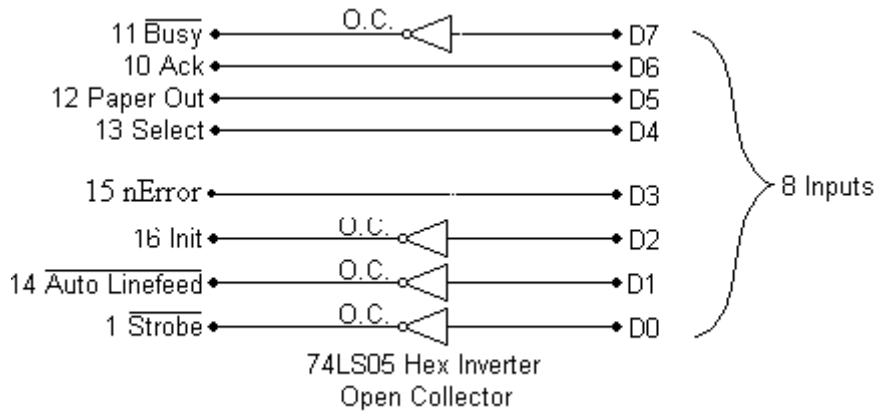 11 Busy O.C. D7
10 Ack D6
12 Paper Out D5
13 Select D4
15 nError D3
8 Inputs
16 Init O.C. D2
14 Auto Linefeed O.C. D1
1 Strobe O.C. D0
74LS05 Hex Inverter
Open Collector